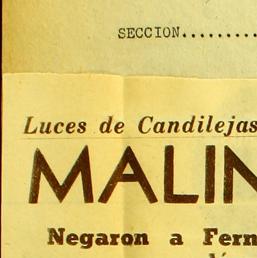 SECCION..........
Luces de Candilejas
MALIN
Negaron a Fern